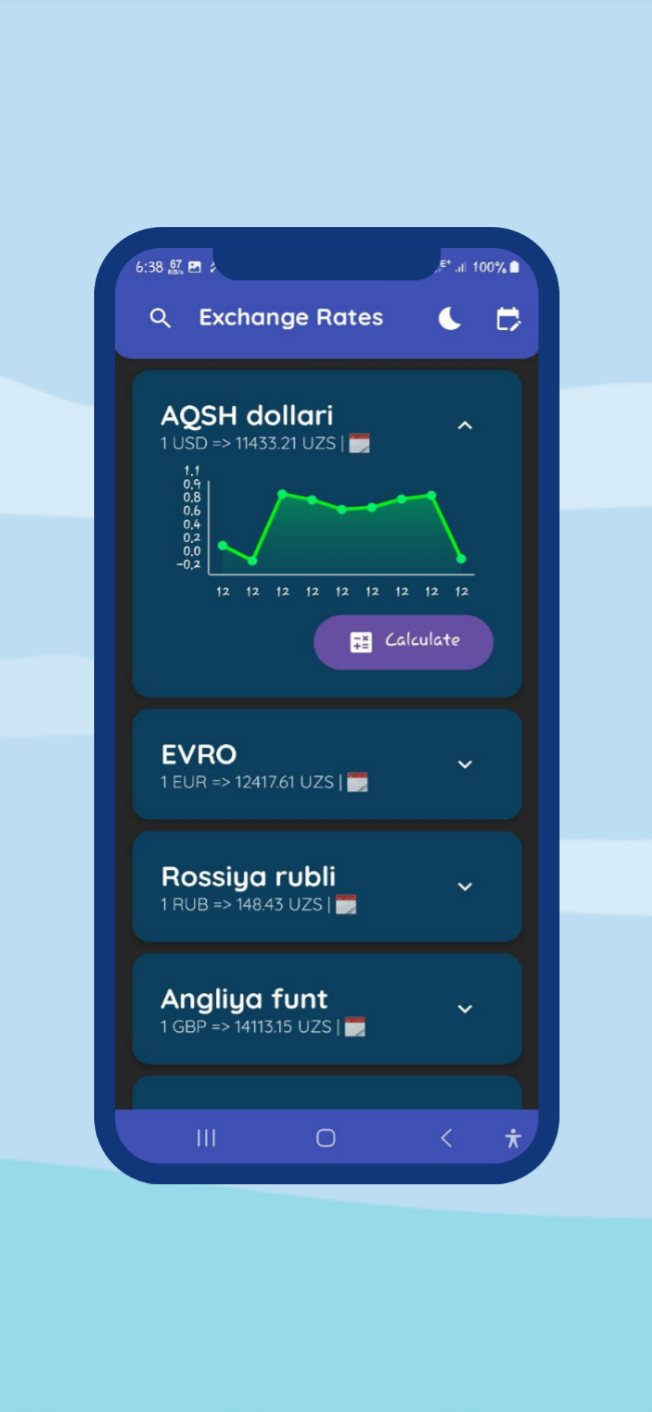 6:38 67 KB/s E+ 100%
Exchange Rates
AQSH dollari
1 USD => 11433.21 UZS |
1,1
0,9
0,8
0,6
0,4
0,2
0,0
-0,2
12 12 12 12 12 12 12 12 12
Calculate
EVRO
1 EUR => 12417.61 UZS |
Rossiya rubli
1 RUB => 148.43 UZS |
Angliya funt
1 GBP => 14113.15 UZS |